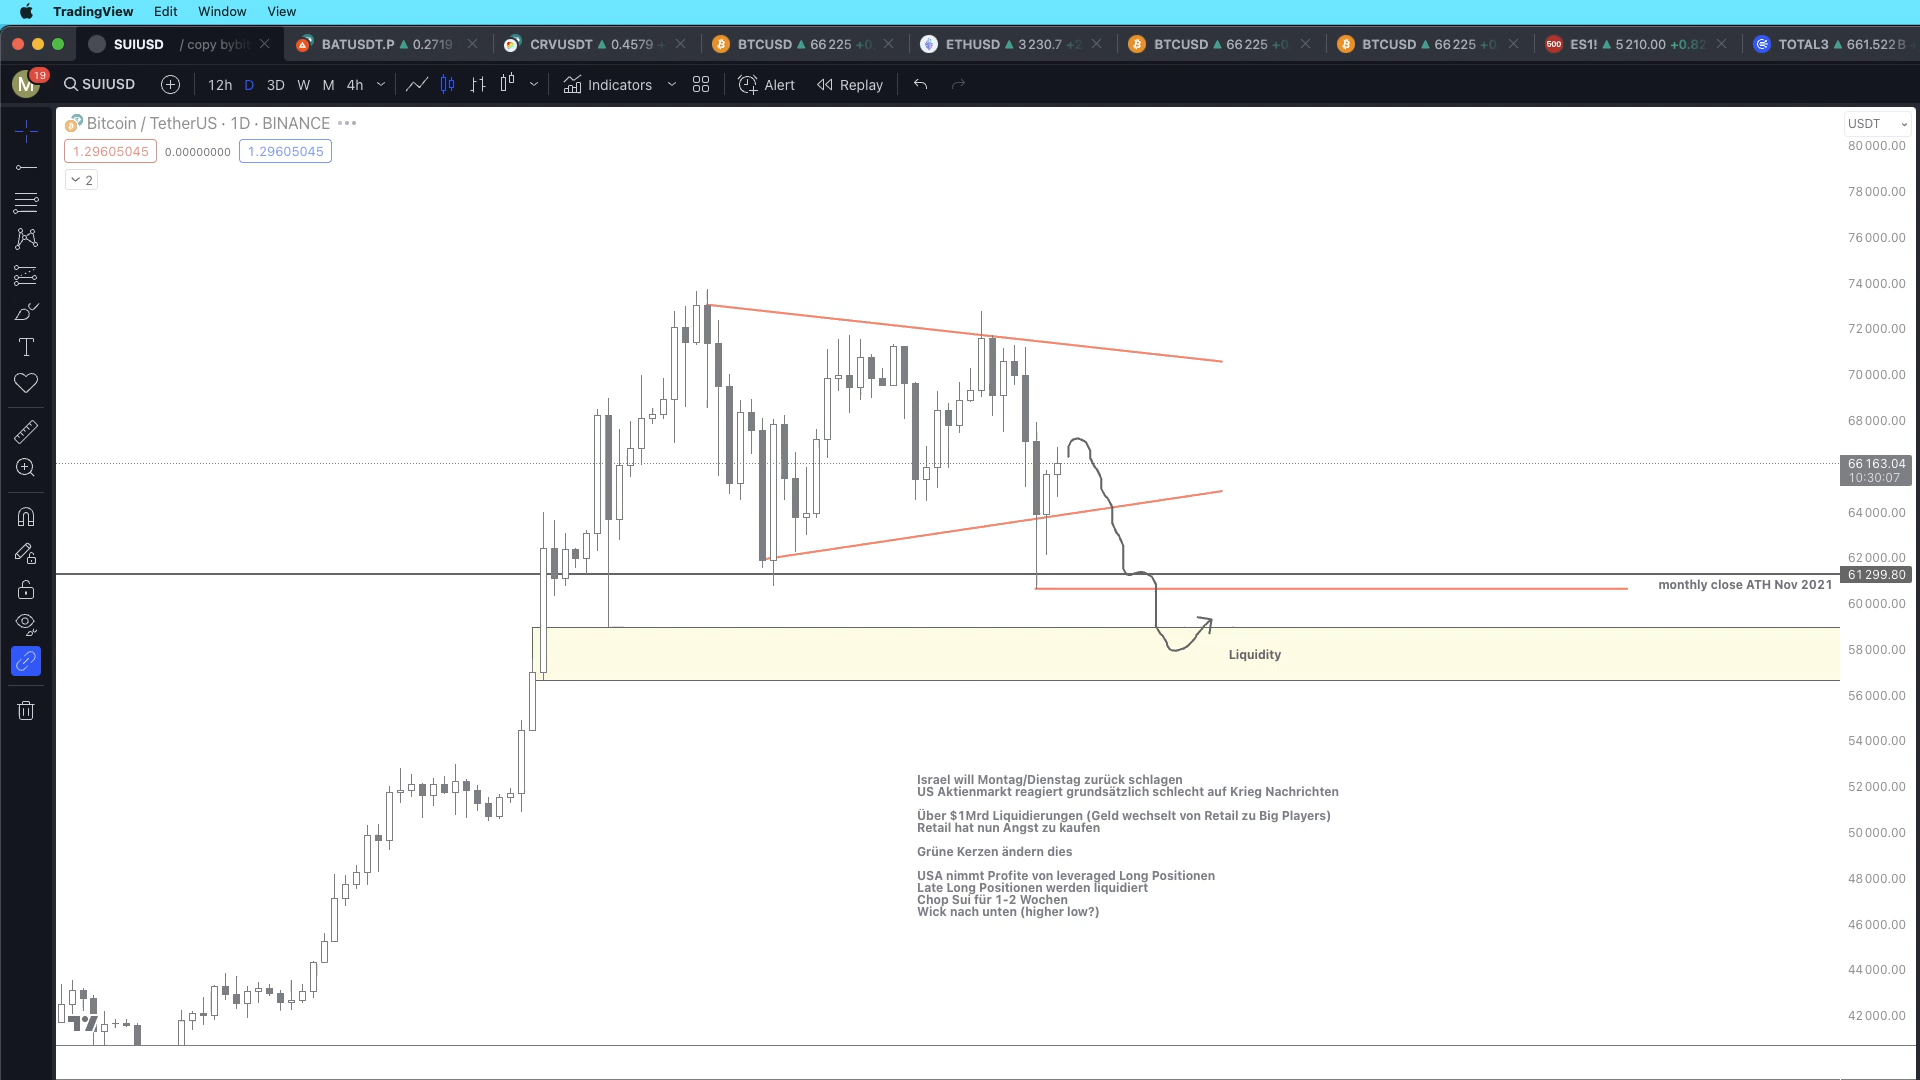 TradingView Edit Window View
SUIUSD / copy bybit
BATUSDT.P ▲ 0.2719
CRVUSDT ▲ 0.4579
BTCUSD ▲ 66 225 +0.
ETHUSD ▲ 3 230.7 +2
BTCUSD ▲ 66 225 +0.
BTCUSD ▲ 66 225 +0.
500 ES1! ▲ 5 210.00 +0.82
TOTAL3 ▲ 661.522 B
M 19 SUIUSD 12h D 3D W M 4h Indicators Alert Replay
Bitcoin / TetherUS · 1D · BINANCE
USDT
1.29605045 0.00000000 1.29605045
2
80 000.00
78 000.00
76 000.00
74 000.00
72 000.00
70 000.00
68 000.00
66 163.04
10:30:07
64 000.00
62 000.00
61 299.80
monthly close ATH Nov 2021
60 000.00
58 000.00
Liquidity
56 000.00
54 000.00
52 000.00
50 000.00
48 000.00
46 000.00
44 000.00
42 000.00
Israel will Montag/Dienstag zurück schlagen
US Aktienmarkt reagiert grundsätzlich schlecht auf Krieg Nachrichten
Über $1Mrd Liquidierungen (Geld wechselt von Retail zu Big Players)
Retail hat nun Angst zu kaufen
Grüne Kerzen ändern dies
USA nimmt Profite von leveraged Long Positionen
Late Long Positionen werden liquidiert
Chop Sui für 1-2 Wochen
Wick nach unten (higher low?)